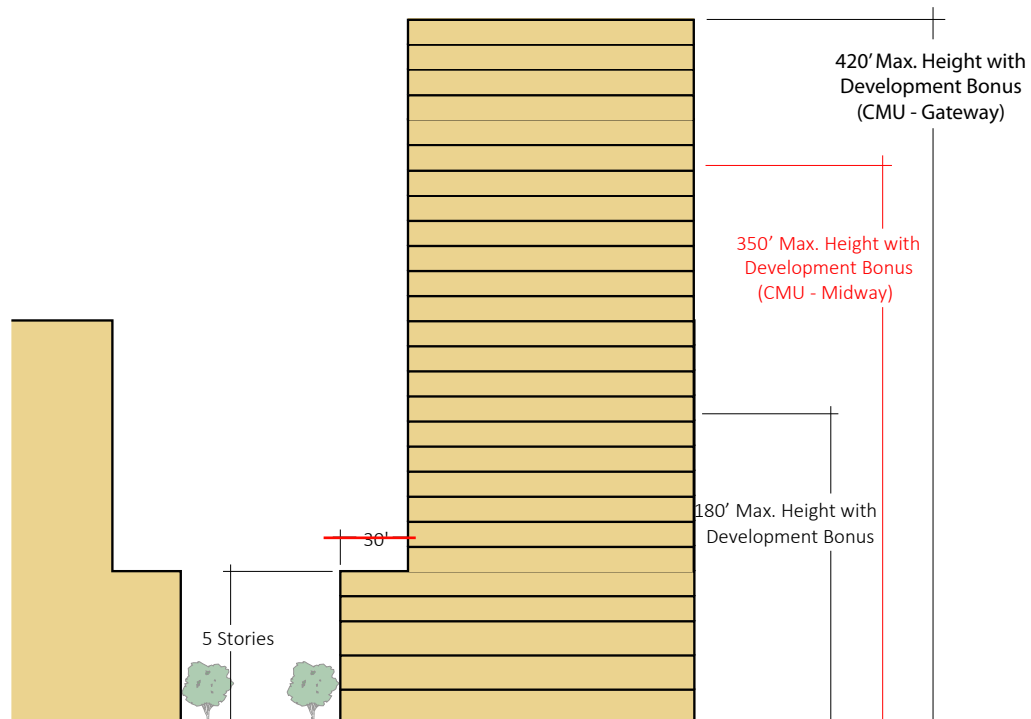 420’ Max. Height with
Development Bonus
(CMU - Gateway)
350’ Max. Height with
Development Bonus
(CMU - Midway)
180’ Max. Height with
Development Bonus
30'
5 Stories